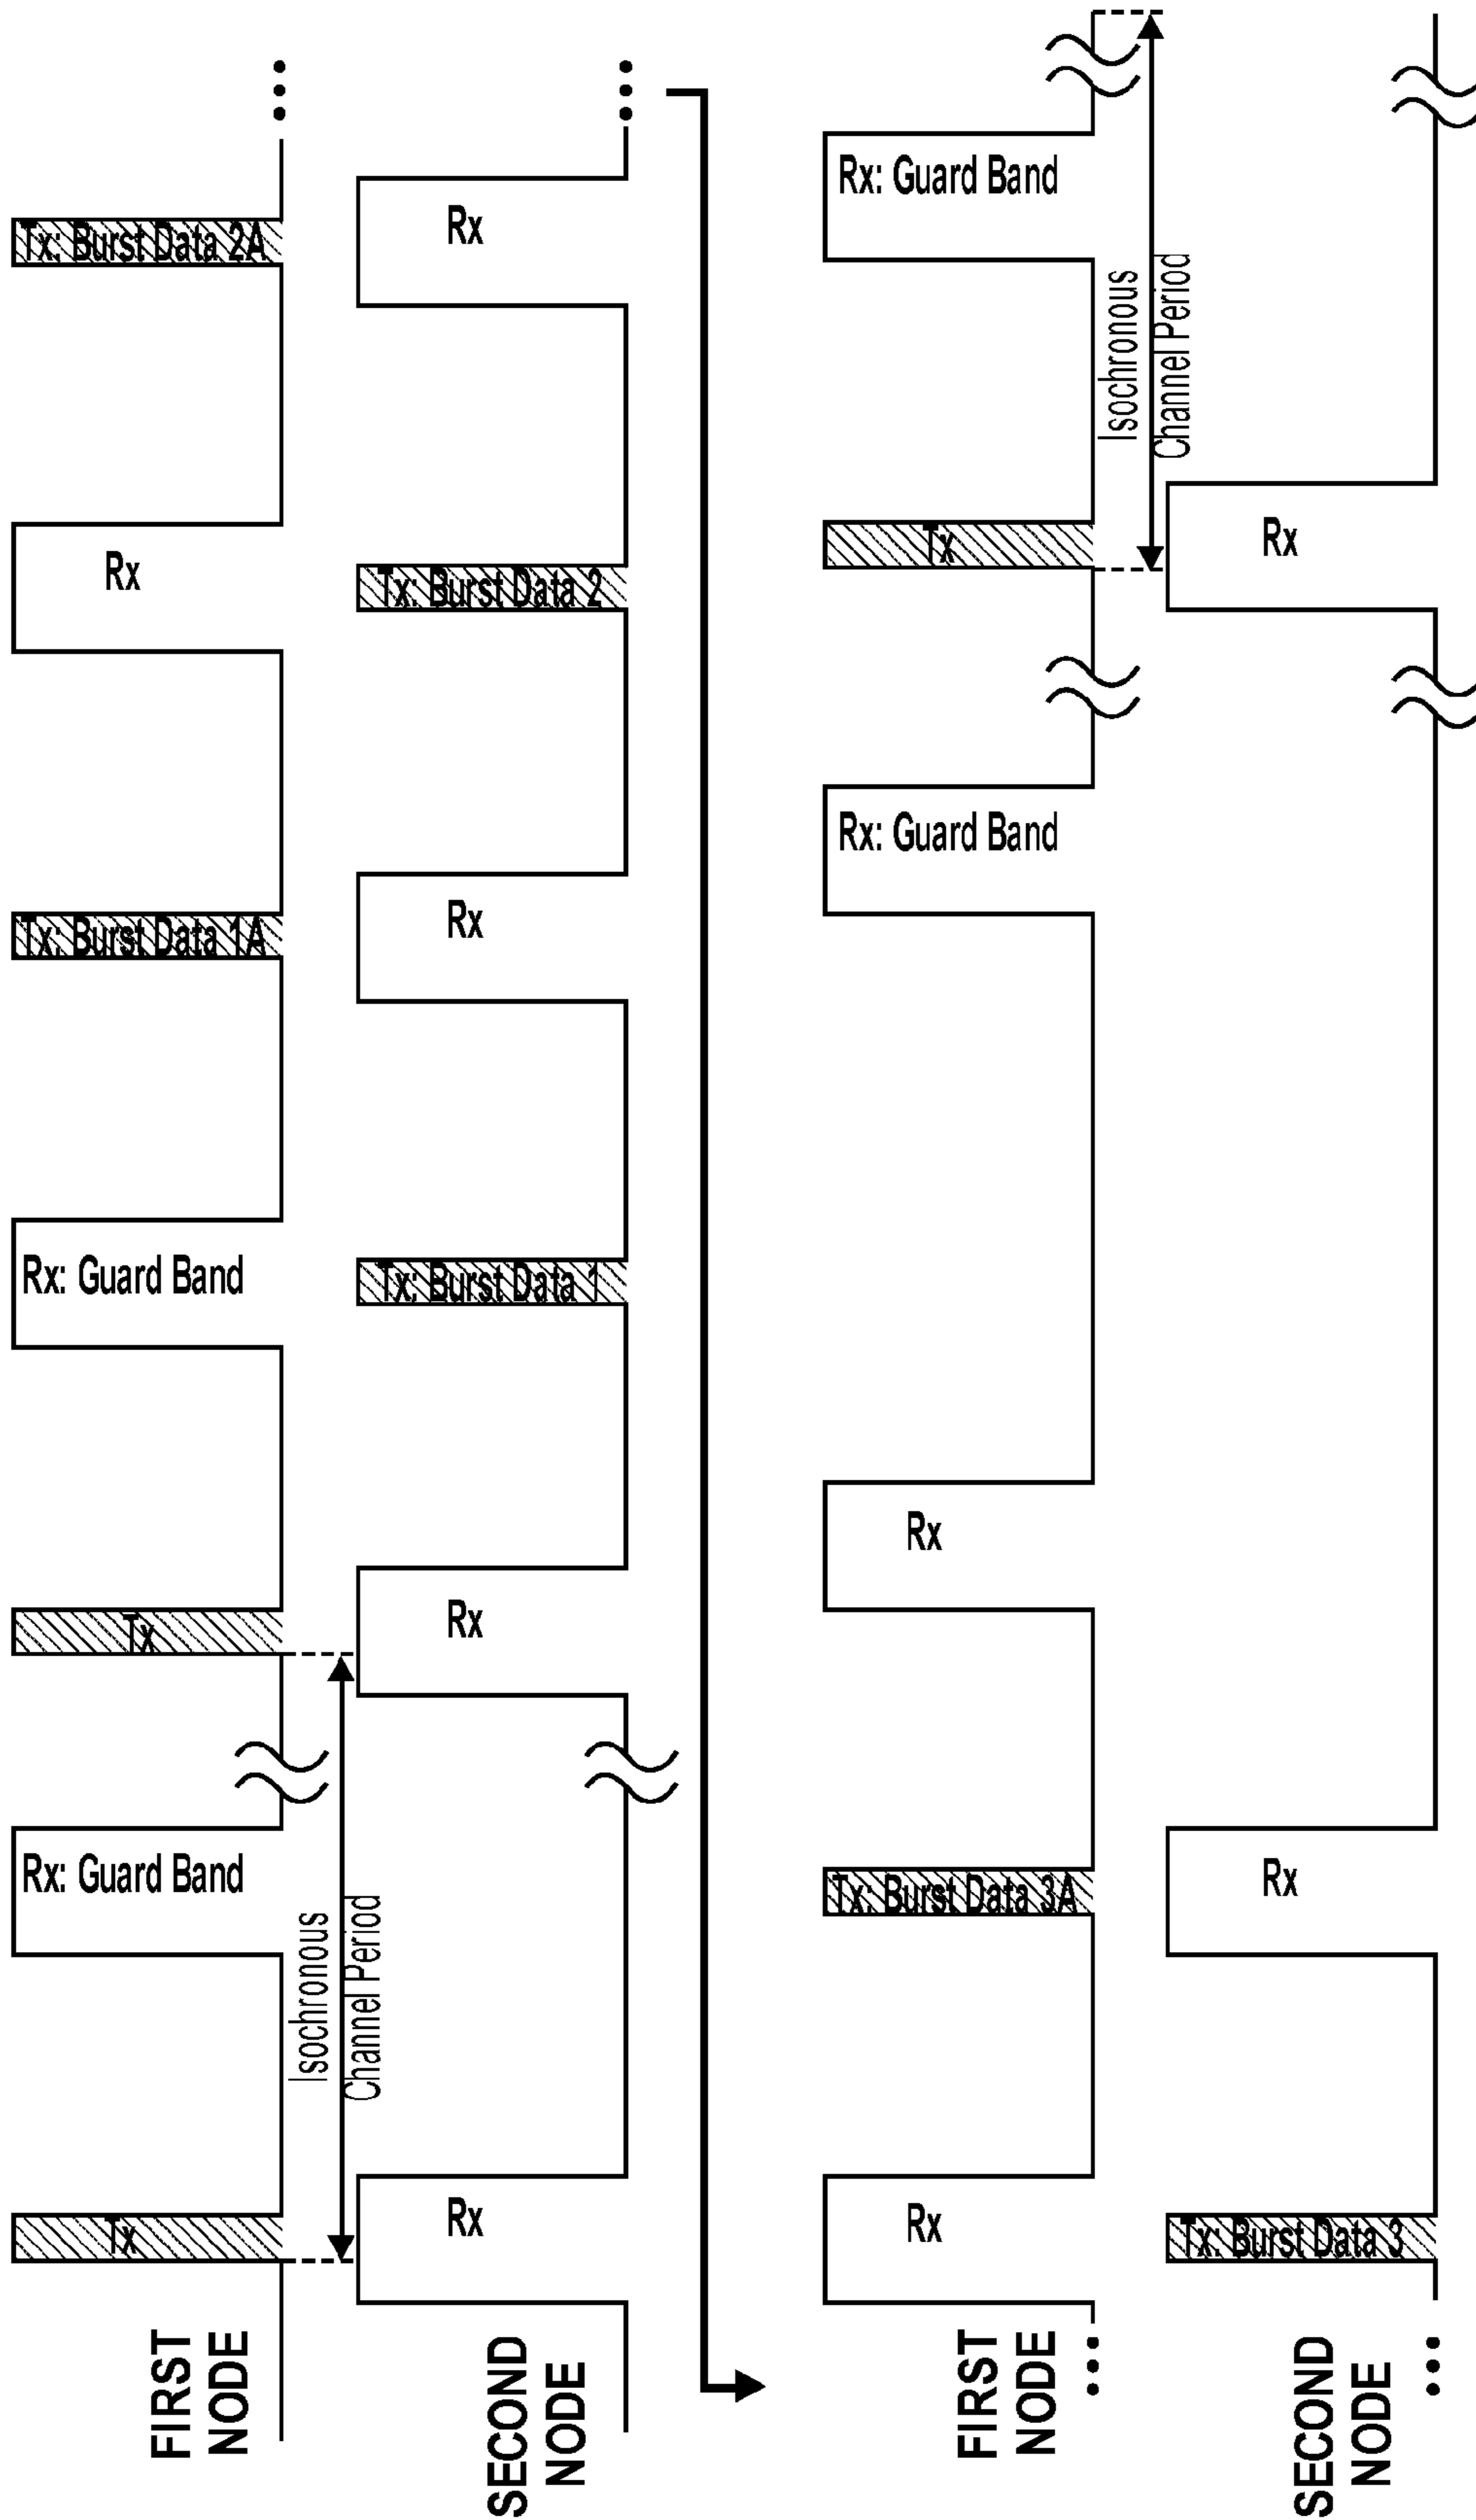 FIRST
NODE
Tx
Rx: Guard Band
Tx
Rx: Guard Band
Tx: Burst Data 1A
Rx
Tx: Burst Data 2A
Isochronous
Channel Period
SECOND
NODE
Rx
Rx
Tx: Burst Data 1
Rx
Tx: Burst Data 2
Rx
FIRST
NODE
Rx
Tx: Burst Data 3A
Rx
Rx: Guard Band
Tx
Rx: Guard Band
Isochronous
Channel Period
SECOND
NODE
Tx: Burst Data 3
Rx
Rx